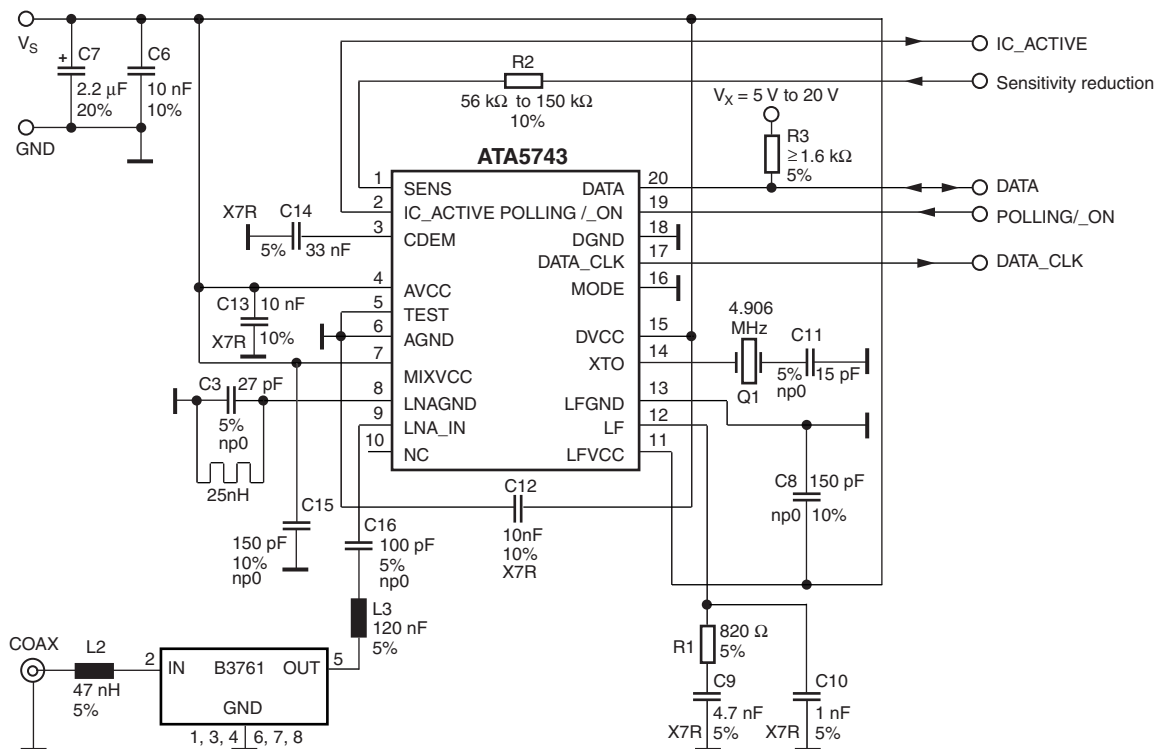 V_S
C7
+
2.2 μF
20%
C6
10 nF
10%
GND
IC_ACTIVE
R2
56 kΩ to 150 kΩ
10%
Sensitivity reduction
V_X = 5 V to 20 V
R3
≥1.6 kΩ
5%
ATA5743
1 SENS
DATA 20
DATA
2 IC_ACTIVE POLLING /_ON 19
POLLING/_ON
X7R
C14
5%
33 nF
3 CDEM
DGND 18
DATA_CLK 17
DATA_CLK
4 AVCC
MODE 16
C13
10 nF
X7R
10%
5 TEST
6 AGND
DVCC 15
4.906
MHz
Q1
C11
5%
15 pF
np0
7 MIXVCC
XTO 14
C3
27 pF
5%
np0
25nH
8 LNAGND
LFGND 13
9 LNA_IN
LF 12
10 NC
LFVCC 11
C8
150 pF
np0
10%
C12
10nF
10%
X7R
C15
150 pF
10%
np0
C16
100 pF
5%
np0
L3
120 nF
5%
COAX
L2
47 nH
5%
2
IN
B3761
OUT
5
GND
1, 3, 4
6, 7, 8
R1
820 Ω
5%
C9
4.7 nF
X7R
5%
C10
1 nF
X7R
5%